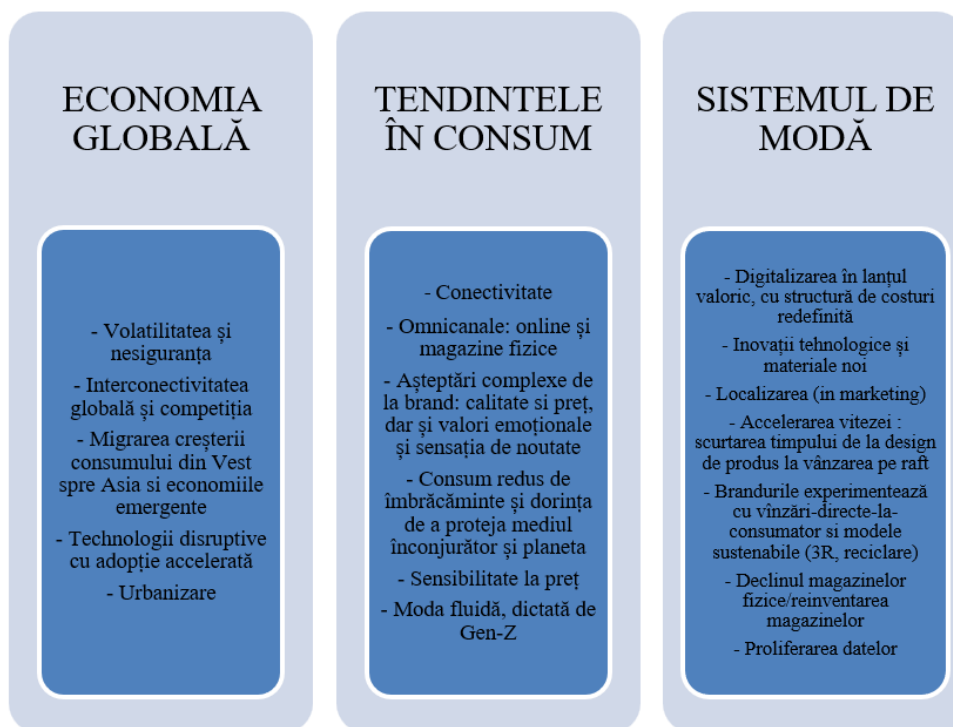 ECONOMIA
GLOBALĂ
- Volatilitatea și
nesiguranța
- Interconectivitatea
globală și competiția
- Migrarea creșterii
consumului din Vest
spre Asia si economiile
emergente
- Technologii disruptive
cu adopție accelerată
- Urbanizare
TENDINTELE
ÎN CONSUM
- Conectivitate
- Omnicanale: online și
magazine fizice
- Așteptări complexe de
la brand: calitate si preț,
dar și valori emoționale
și sensația de noutate
- Consum redus de
îmbrăcăminte și dorința
de a proteja mediul
înconjurător și planeta
- Sensibilitate la preț
- Moda fluidă, dictată de
Gen-Z
SISTEMUL DE
MODĂ
- Digitalizarea în lanțul
valoric, cu structură de costuri
redefinită
- Inovații tehnologice și
materiale noi
- Localizarea (in marketing)
- Accelerarea vitezei :
scurtarea timpului de la design
de produs la vânzarea pe raft
- Brandurile experimentează
cu vînzări-directe-la-
consumator si modele
sustenabile (3R, reciclare)
- Declinul magazinelor
fizice/reinventarea
magazinelor
- Proliferarea datelor